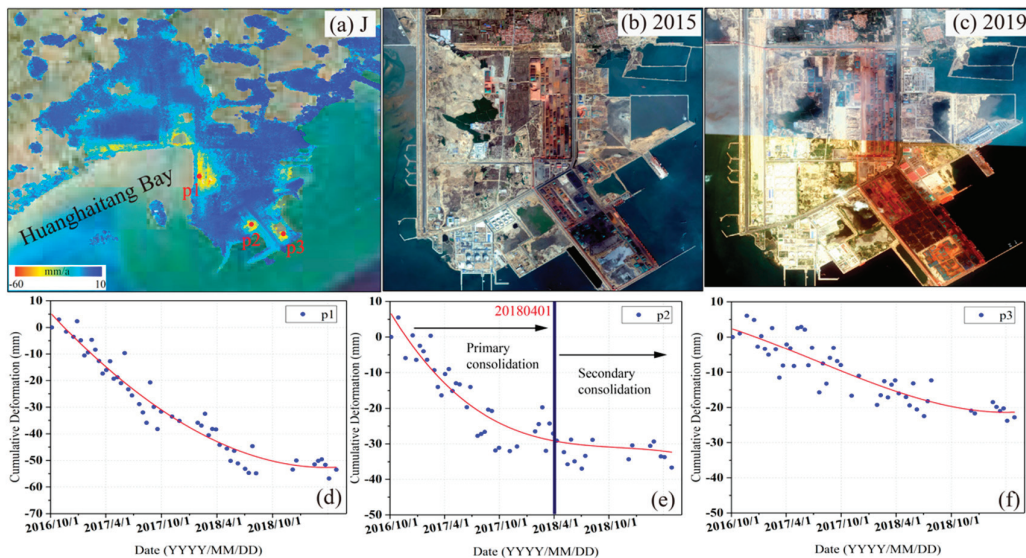 (a) J
Huanghaitang Bay
p
p2
p3
mm/a
-60
10
(b) 2015
(c) 2019
Cumulative Deformation (mm)
10
0
-10
-20
-30
-40
-50
-60
-70
p1
(d)
2016/10/1
2017/4/1
2017/10/1
2018/4/1
2018/10/1
Date (YYYY/MM/DD)
Cumulative Deformation (mm)
10
0
-10
-20
-30
-40
-50
20180401
p2
Primary
consolidation
Secondary
consolidation
(e)
2016/10/1
2017/4/1
2017/10/1
2018/4/1
2018/10/1
Date (YYYY/MM/DD)
Cumulative Deformation (mm)
10
0
-10
-20
-30
-40
-50
p3
(f)
2016/10/1
2017/4/1
2017/10/1
2018/4/1
2018/10/1
Date (YYYY/MM/DD)